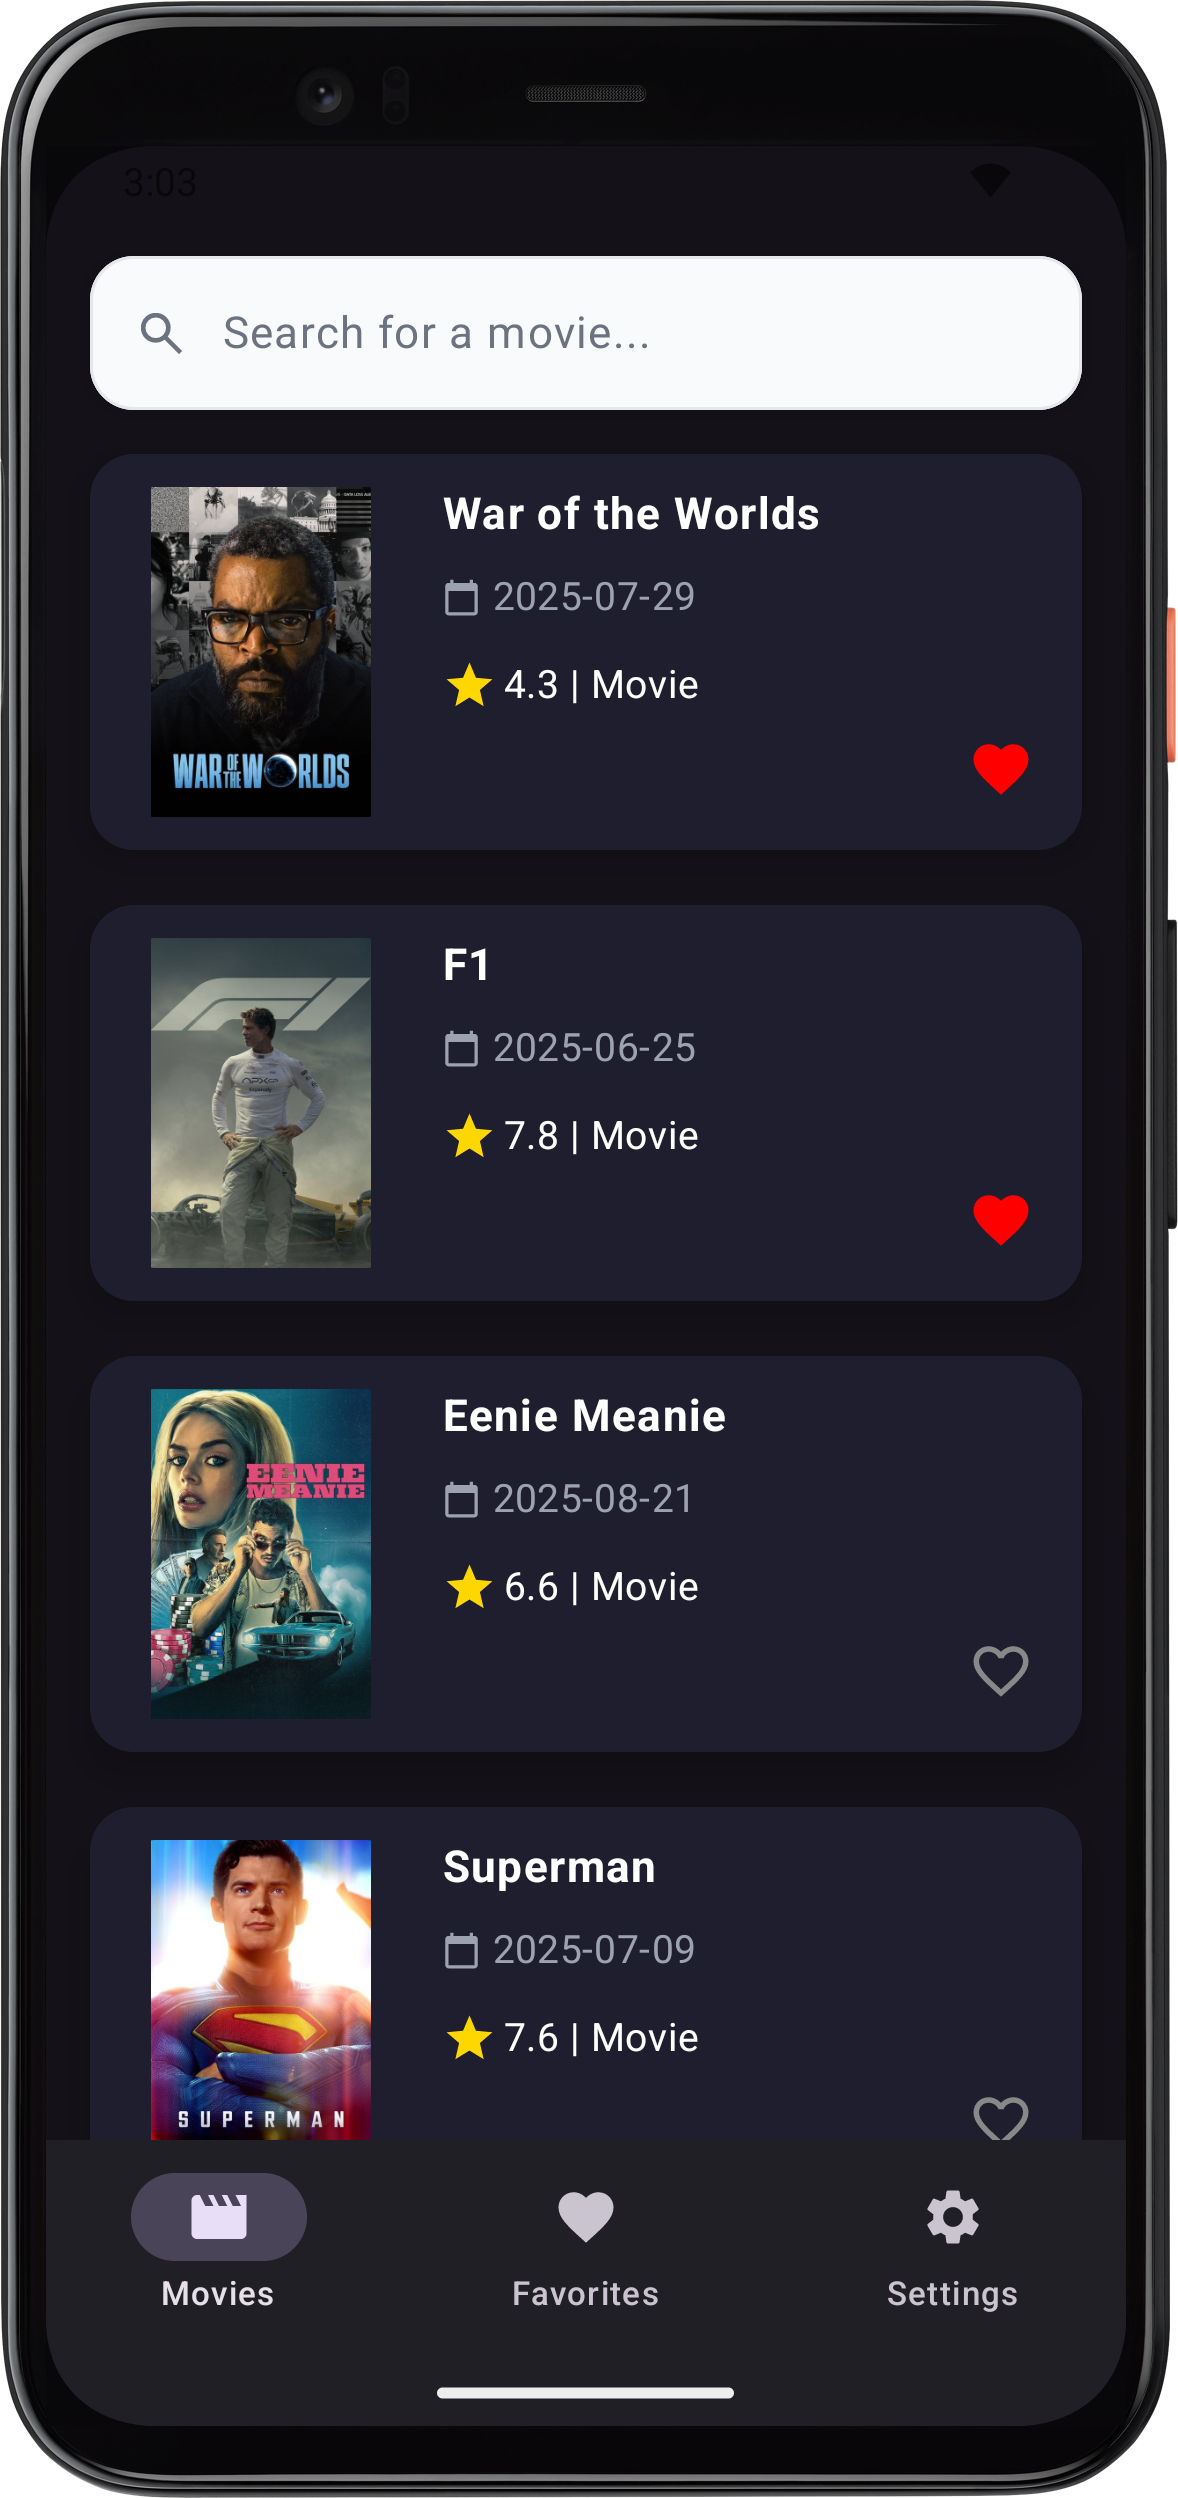 3:03
Search for a movie...
War of the Worlds
2025-07-29
4.3 | Movie
WAR OF THE WORLDS
F1
2025-06-25
7.8 | Movie
F1
APXGP
Eenie Meanie
2025-08-21
6.6 | Movie
EENIE
MEANIE
Superman
2025-07-09
7.6 | Movie
SUPERMAN
Movies
Favorites
Settings